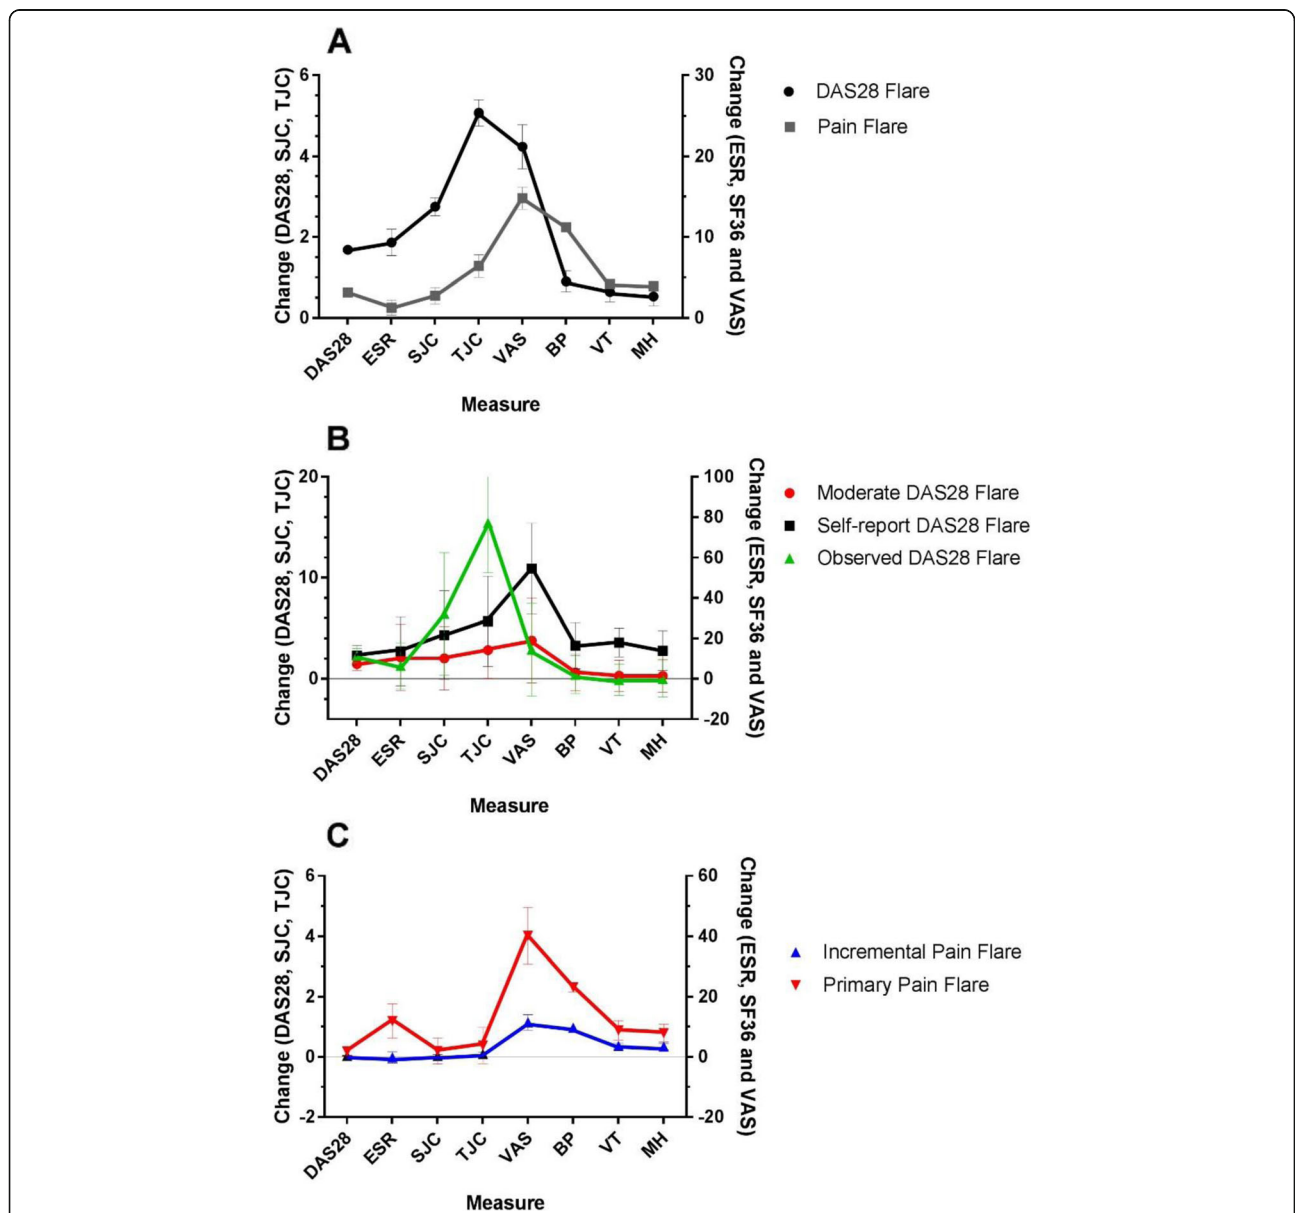 A
Change (DAS28, SJC, TJC)
6
4
2
0
30
20
10
0
Change (ESR, SF36 and VAS)
DAS28 Flare
Pain Flare
DAS28
ESR
SJC
TJC
VAS
BP
VT
MH
Measure
B
Change (DAS28, SJC, TJC)
20
10
0
100
80
60
40
20
0
-20
Change (ESR, SF36 and VAS)
Moderate DAS28 Flare
Self-report DAS28 Flare
Observed DAS28 Flare
DAS28
ESR
SJC
TJC
VAS
BP
VT
MH
Measure
C
Change (DAS28, SJC, TJC)
6
4
2
0
-2
60
40
20
0
-20
Change (ESR, SF36 and VAS)
Incremental Pain Flare
Primary Pain Flare
DAS28
ESR
SJC
TJC
VAS
BP
VT
MH
Measure